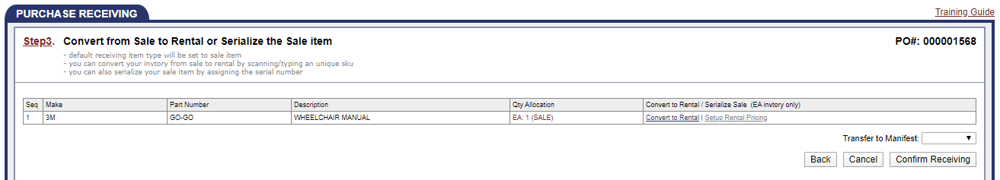 PURCHASE RECEIVING
Training Guide
Step3. Convert from Sale to Rental or Serialize the Sale item
PO#: 000001568
- default receiving item type will be set to sale item
- you can convert your invtory from sale to rental by scanning/typing an unique sku
- you can also serialize your sale item by assigning the serial number
Seq Make Part Number Description Qty Allocation Convert to Rental / Serialize Sale (EA invtory only)
1 3M GO-GO WHEELCHAIR MANUAL EA: 1 (SALE) Convert to Rental | Setup Rental Pricing
Transfer to Manifest:
Back Cancel Confirm Receiving